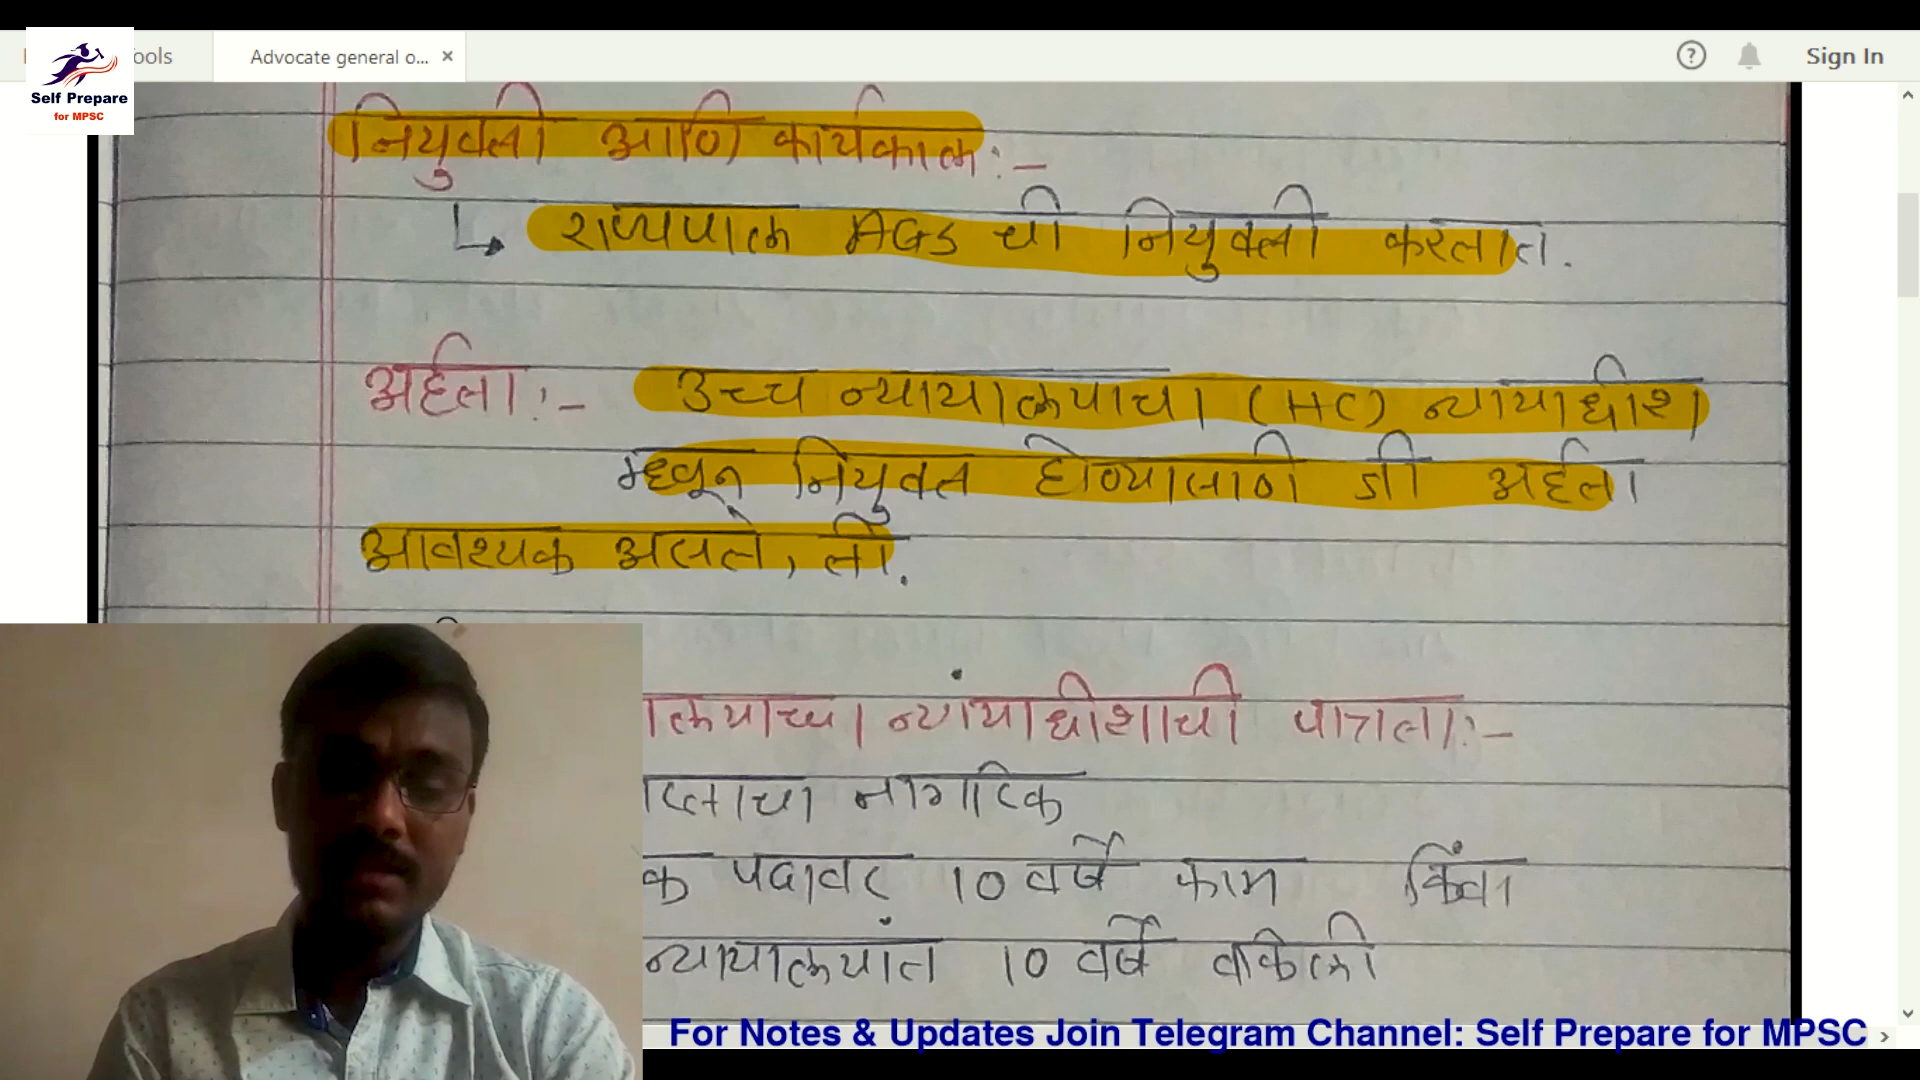 ools
Advocate general o... ×
? Sign In
Self Prepare
for MPSC
नियुक्ती आणि कार्यकाळ :-
राज्यपाल AGS ची नियुक्ती करतात.
अर्हता :- उच्च न्यायालयाचा (HC) न्यायाधीश
म्हणून नियुक्त होण्यासाठी जी अर्हता
आवश्यक असते, ती.
लयाच्या न्यांयाधीशाची पात्रता :-
रताचा नागरिक
क पदावर 10 वर्षे काम किंवा
न्यायालयांत 10 वर्षे वकिली
For Notes & Updates Join Telegram Channel: Self Prepare for MPSC